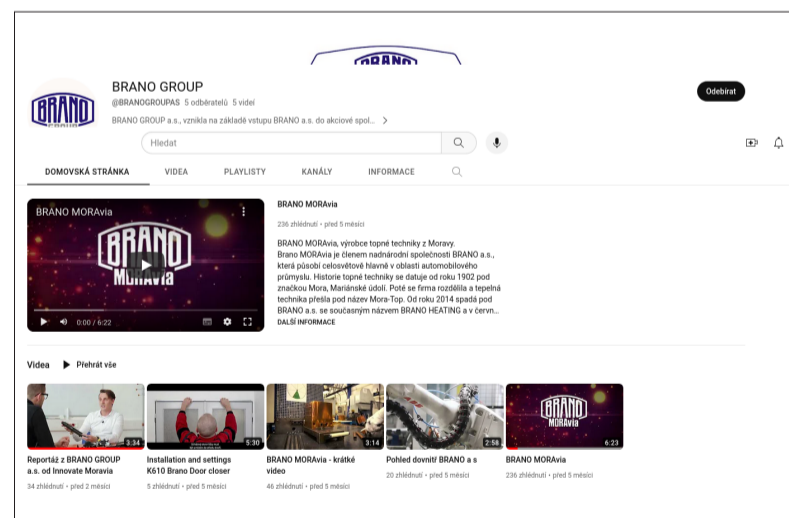 BRANO
BRANO
GROUP
BRANO GROUP
@BRANOGROUPAS 5 odběratelů 5 videí
BRANO GROUP a.s., vznikla na základě vstupu BRANO a.s. do akciové spol...
Odebírat
Hledat
DOMOVSKÁ STRÁNKA VIDEA PLAYLISTY KANÁLY INFORMACE
BRANO MORAvia
BRANO
MORAvia
0:00 / 6:22
BRANO MORAvia
236 zhlédnutí • před 5 měsíci
BRANO MORAvia, výrobce topné techniky z Moravy.
Brano MORAvia je členem nadnárodní společnosti BRANO a.s.,
která působí celosvětově hlavně v oblasti automobilového
průmyslu. Historie topné techniky se datuje od roku 1902 pod
značkou Mora, Mariánské údolí. Poté se firma rozdělila a tepelná
technika přešla pod název Mora-Top. Od roku 2014 spadá pod
BRANO a.s. se současným názvem BRANO HEATING a v červn...
DALŠÍ INFORMACE
Videa Přehrát vše
3:34
5:30
3:14
2:58
BRANO
MORAvia
6:23
Reportáž z BRANO GROUP
a.s. od Innovate Moravia
34 zhlédnutí • před 2 měsíci
Installation and settings
K610 Brano Door closer
5 zhlédnutí • před 5 měsíci
BRANO MORAvia - krátké
video
46 zhlédnutí • před 5 měsíci
Pohled dovnitř BRANO a s
20 zhlédnutí • před 5 měsíci
BRANO MORAvia
236 zhlédnutí • před 5 měsíci